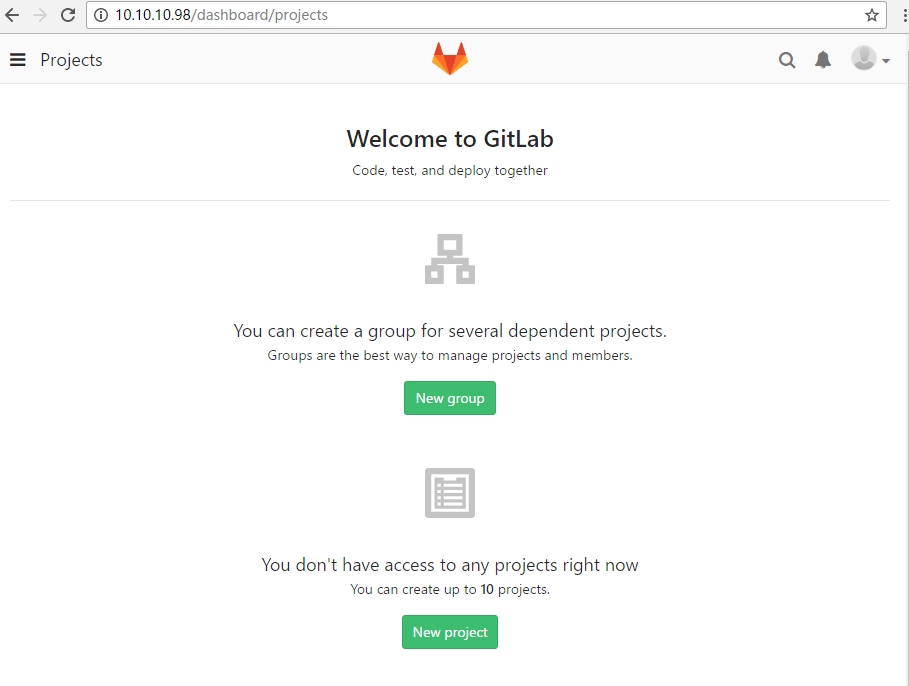 10.10.10.98/dashboard/projects
Projects
Welcome to GitLab
Code, test, and deploy together
You can create a group for several dependent projects.
Groups are the best way to manage projects and members.
New group
You don't have access to any projects right now
You can create up to 10 projects.
New project